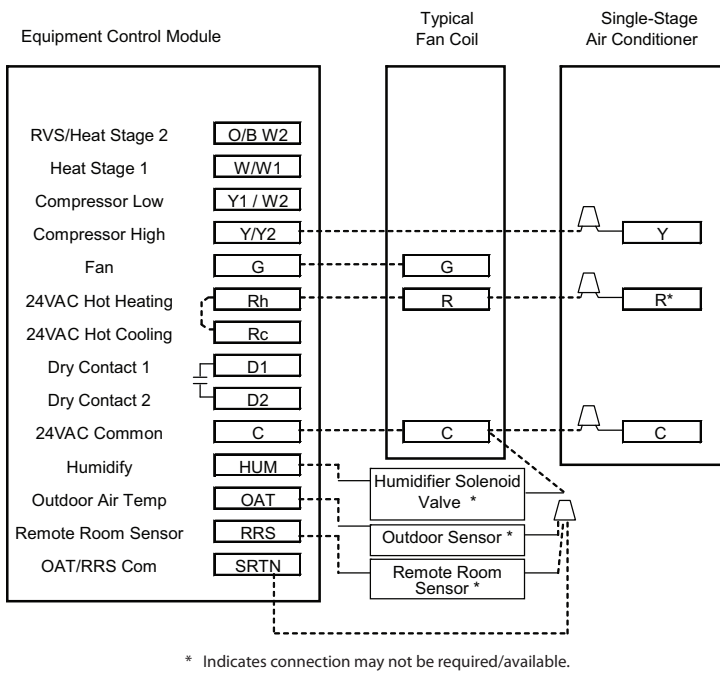 Equipment Control Module
Typical
Fan Coil
Single-Stage
Air Conditioner
RVS/Heat Stage 2 O/B W2
Heat Stage 1 W/W1
Compressor Low Y1 / W2
Compressor High Y/Y2 Y
Fan G G
24VAC Hot Heating Rh R R*
24VAC Hot Cooling Rc
Dry Contact 1 D1
Dry Contact 2 D2
24VAC Common C C C
Humidify HUM
Humidifier Solenoid
Valve *
Outdoor Air Temp OAT
Outdoor Sensor *
Remote Room Sensor RRS
Remote Room
Sensor *
OAT/RRS Com SRTN
* Indicates connection may not be required/available.